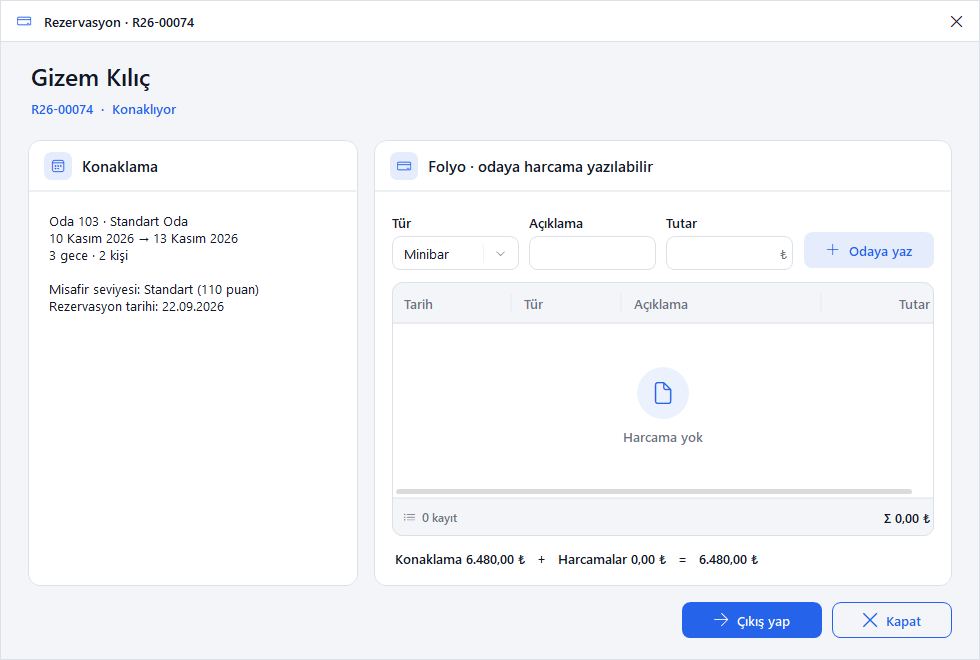 Rezervasyon · R26-00074
Gizem Kılıç
R26-00074 · Konaklıyor
Konaklama
Oda 103 · Standart Oda
10 Kasım 2026 → 13 Kasım 2026
3 gece · 2 kişi
Misafir seviyesi: Standart (110 puan)
Rezervasyon tarihi: 22.09.2026
Folyo · odaya harcama yazılabilir
Tür Açıklama Tutar
Minibar ₺ + Odaya yaz
Tarih Tür Açıklama Tutar
Harcama yok
0 kayıt Σ 0,00 ₺
Konaklama 6.480,00 ₺ + Harcamalar 0,00 ₺ = 6.480,00 ₺
Çıkış yap Kapat